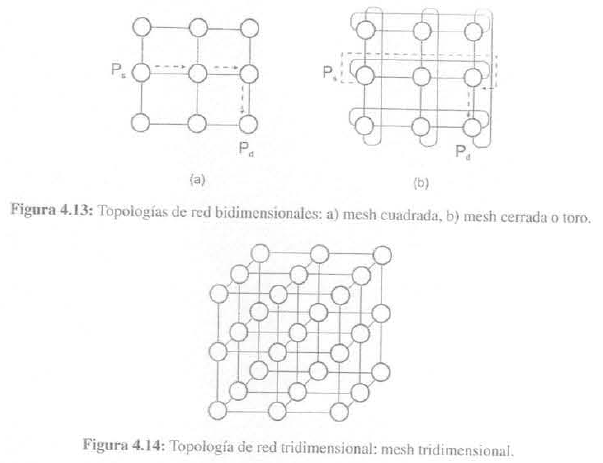 Ps
Pd
(a)
Ps
Pd
(b)
Figura 4.13: Topologías de red bidimensionales: a) mesh cuadrada, b) mesh cerrada o toro.
Figura 4.14: Topología de red tridimensional: mesh tridimensional.